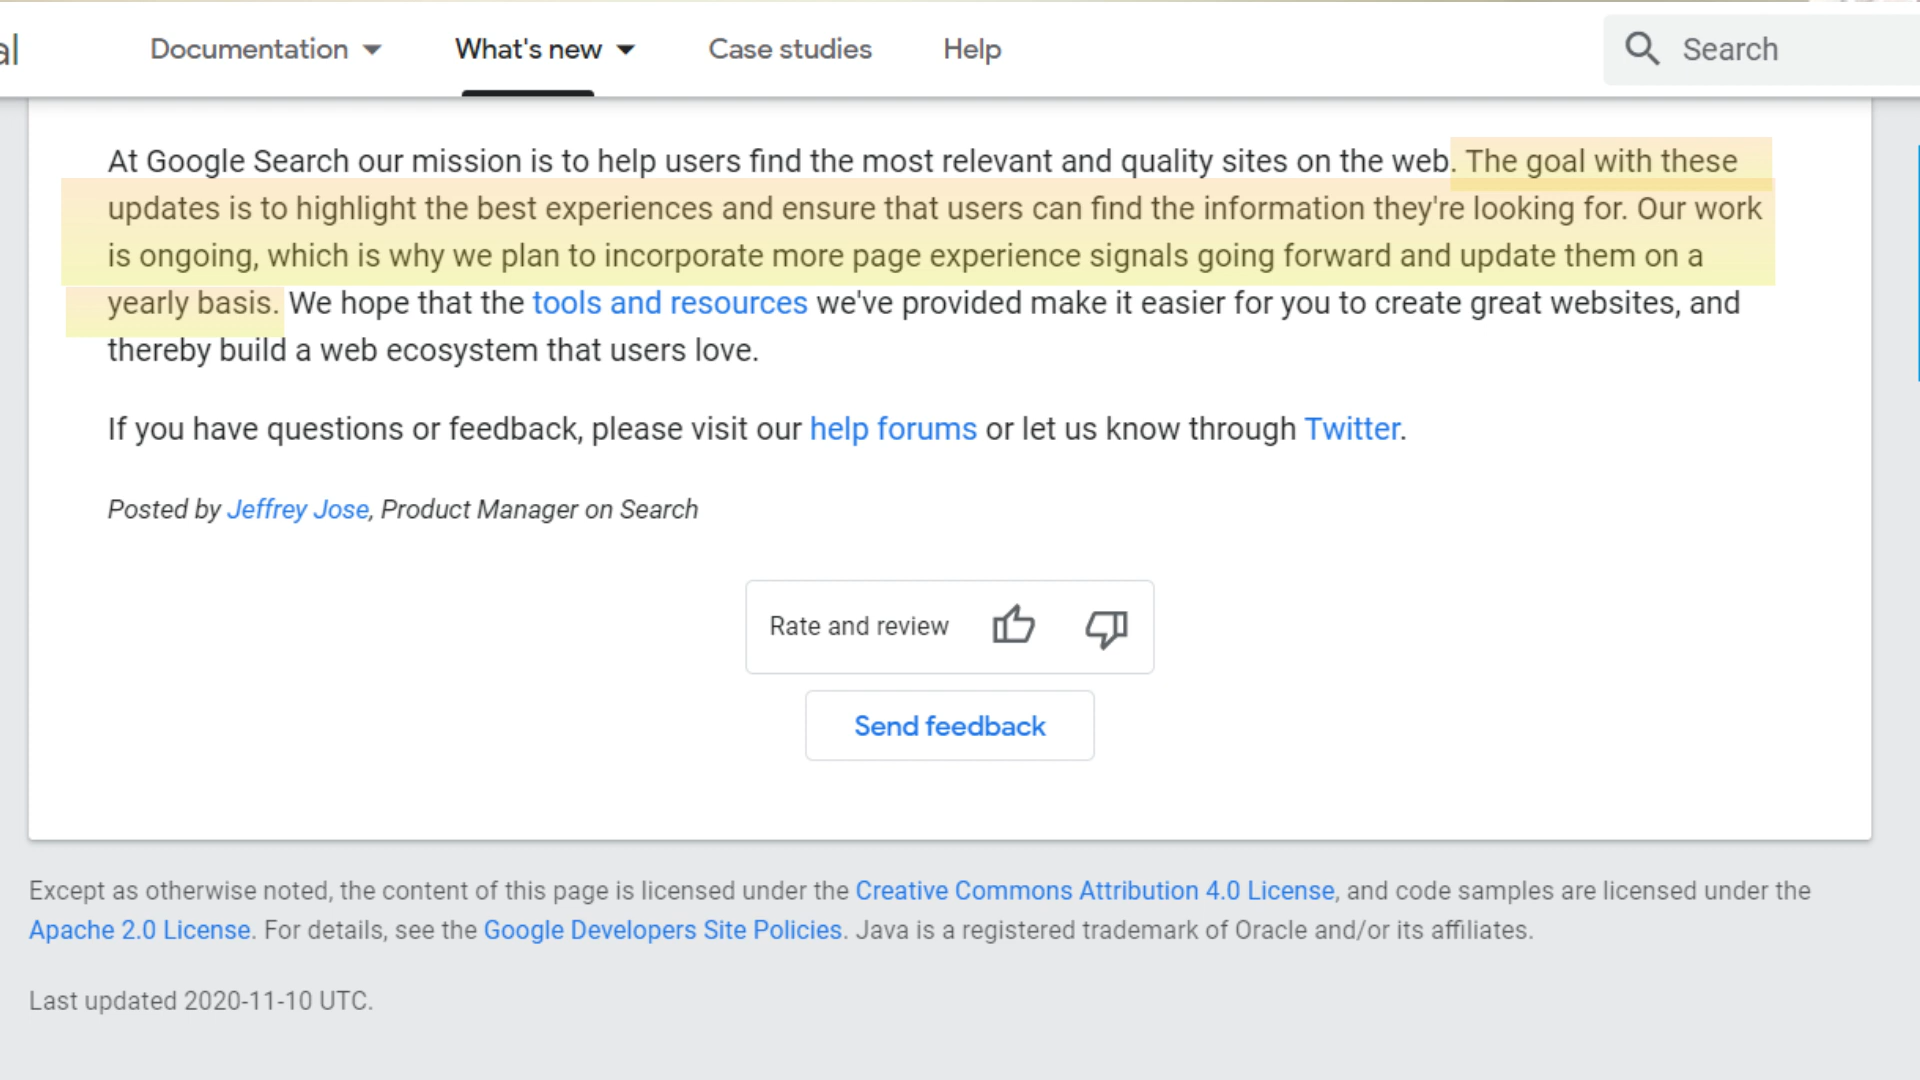 al
Documentation
What's new
Case studies
Help
Search
At Google Search our mission is to help users find the most relevant and quality sites on the web. The goal with these
updates is to highlight the best experiences and ensure that users can find the information they're looking for. Our work
is ongoing, which is why we plan to incorporate more page experience signals going forward and update them on a
yearly basis. We hope that the tools and resources we've provided make it easier for you to create great websites, and
thereby build a web ecosystem that users love.
If you have questions or feedback, please visit our help forums or let us know through Twitter.
Posted by Jeffrey Jose, Product Manager on Search
Rate and review
Send feedback
Except as otherwise noted, the content of this page is licensed under the Creative Commons Attribution 4.0 License, and code samples are licensed under the
Apache 2.0 License. For details, see the Google Developers Site Policies. Java is a registered trademark of Oracle and/or its affiliates.
Last updated 2020-11-10 UTC.